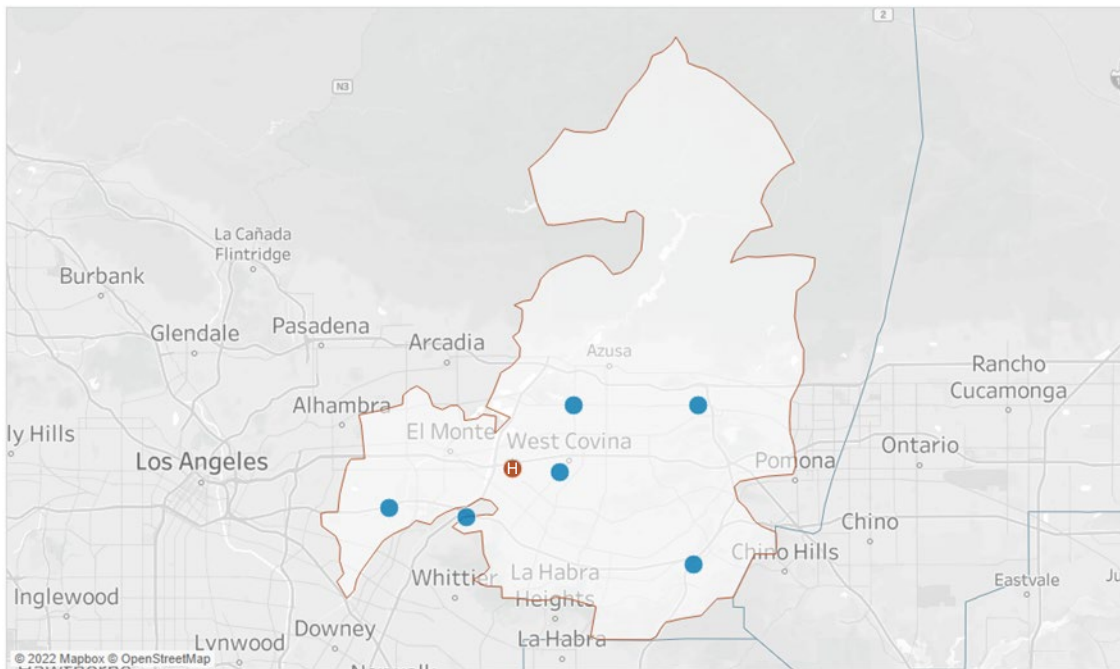 2
N3
La Cañada
Flintridge
Burbank
Glendale
Pasadena
Arcadia
Azusa
Rancho
Cucamonga
Alhambra
ly Hills
El Monte
West Covina
Ontario
Los Angeles
H
Pomona
Chino
Chino Hills
Whittier
La Habra
Heights
Eastvale
Ju
Inglewood
Downey
La Habra
Lynwood
© 2022 Mapbox © OpenStreetMap